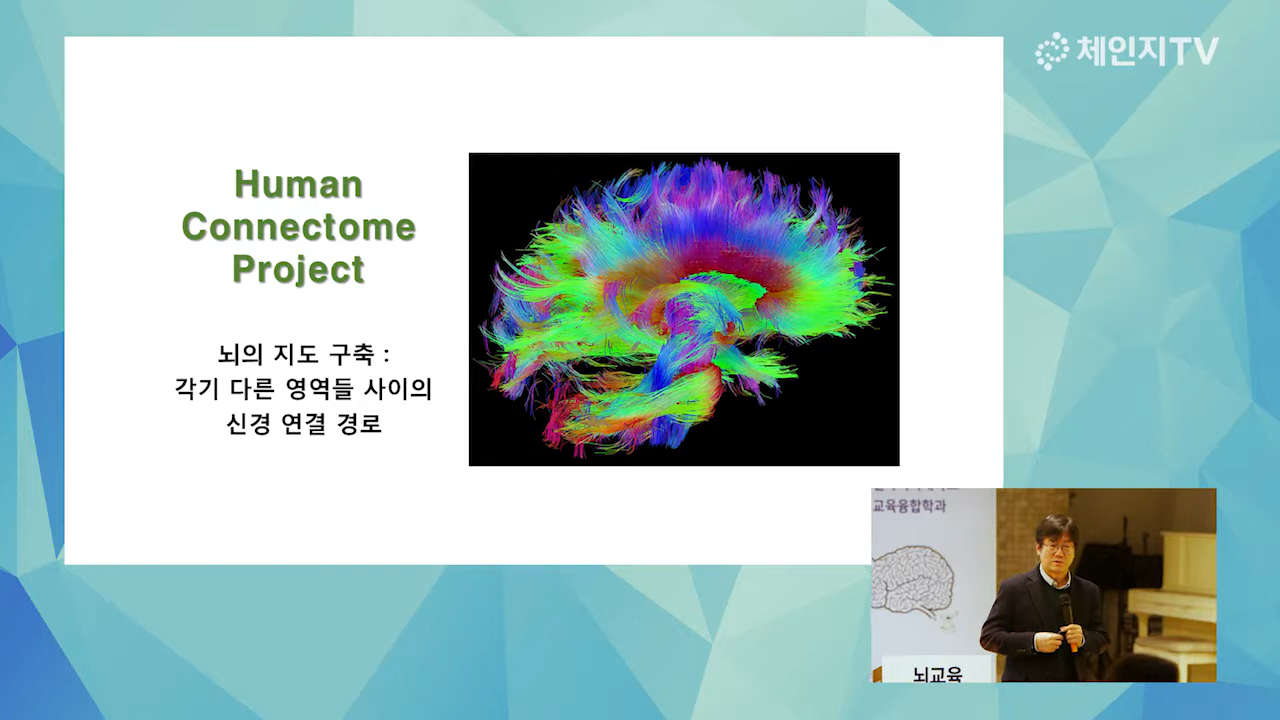 체인지TV
Human
Connectome
Project
뇌의 지도 구축 :
각기 다른 영역들 사이의
신경 연결 경로
교육융합학과
뇌교육